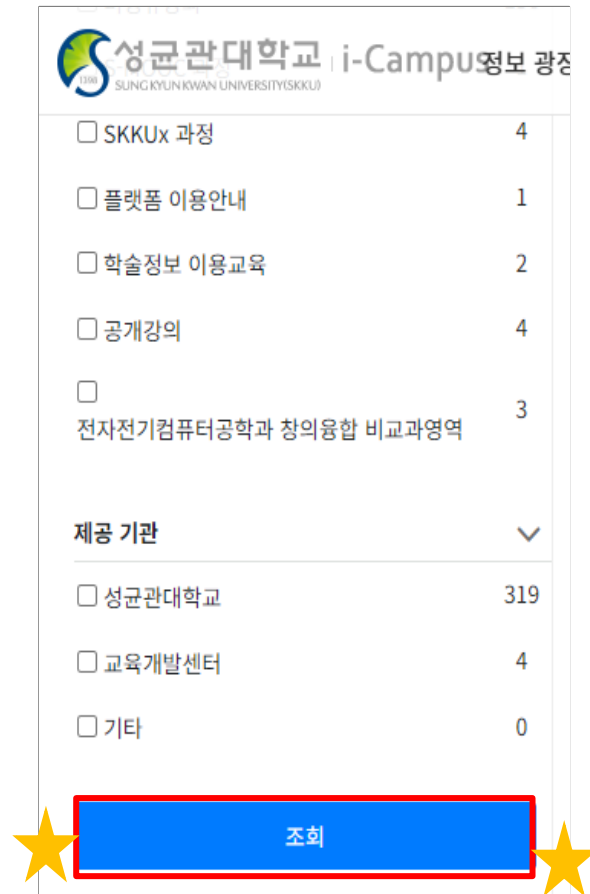 성균관대학교 i-Campus 정보 광장
SUNG KYUN KWAN UNIVERSITY(SKKU)
1398
SKKUx 과정 4
플랫폼 이용안내 1
학술정보 이용교육 2
공개강의 4
전자전기컴퓨터공학과 창의융합 비교과영역 3
제공 기관
성균관대학교 319
교육개발센터 4
기타 0
조회